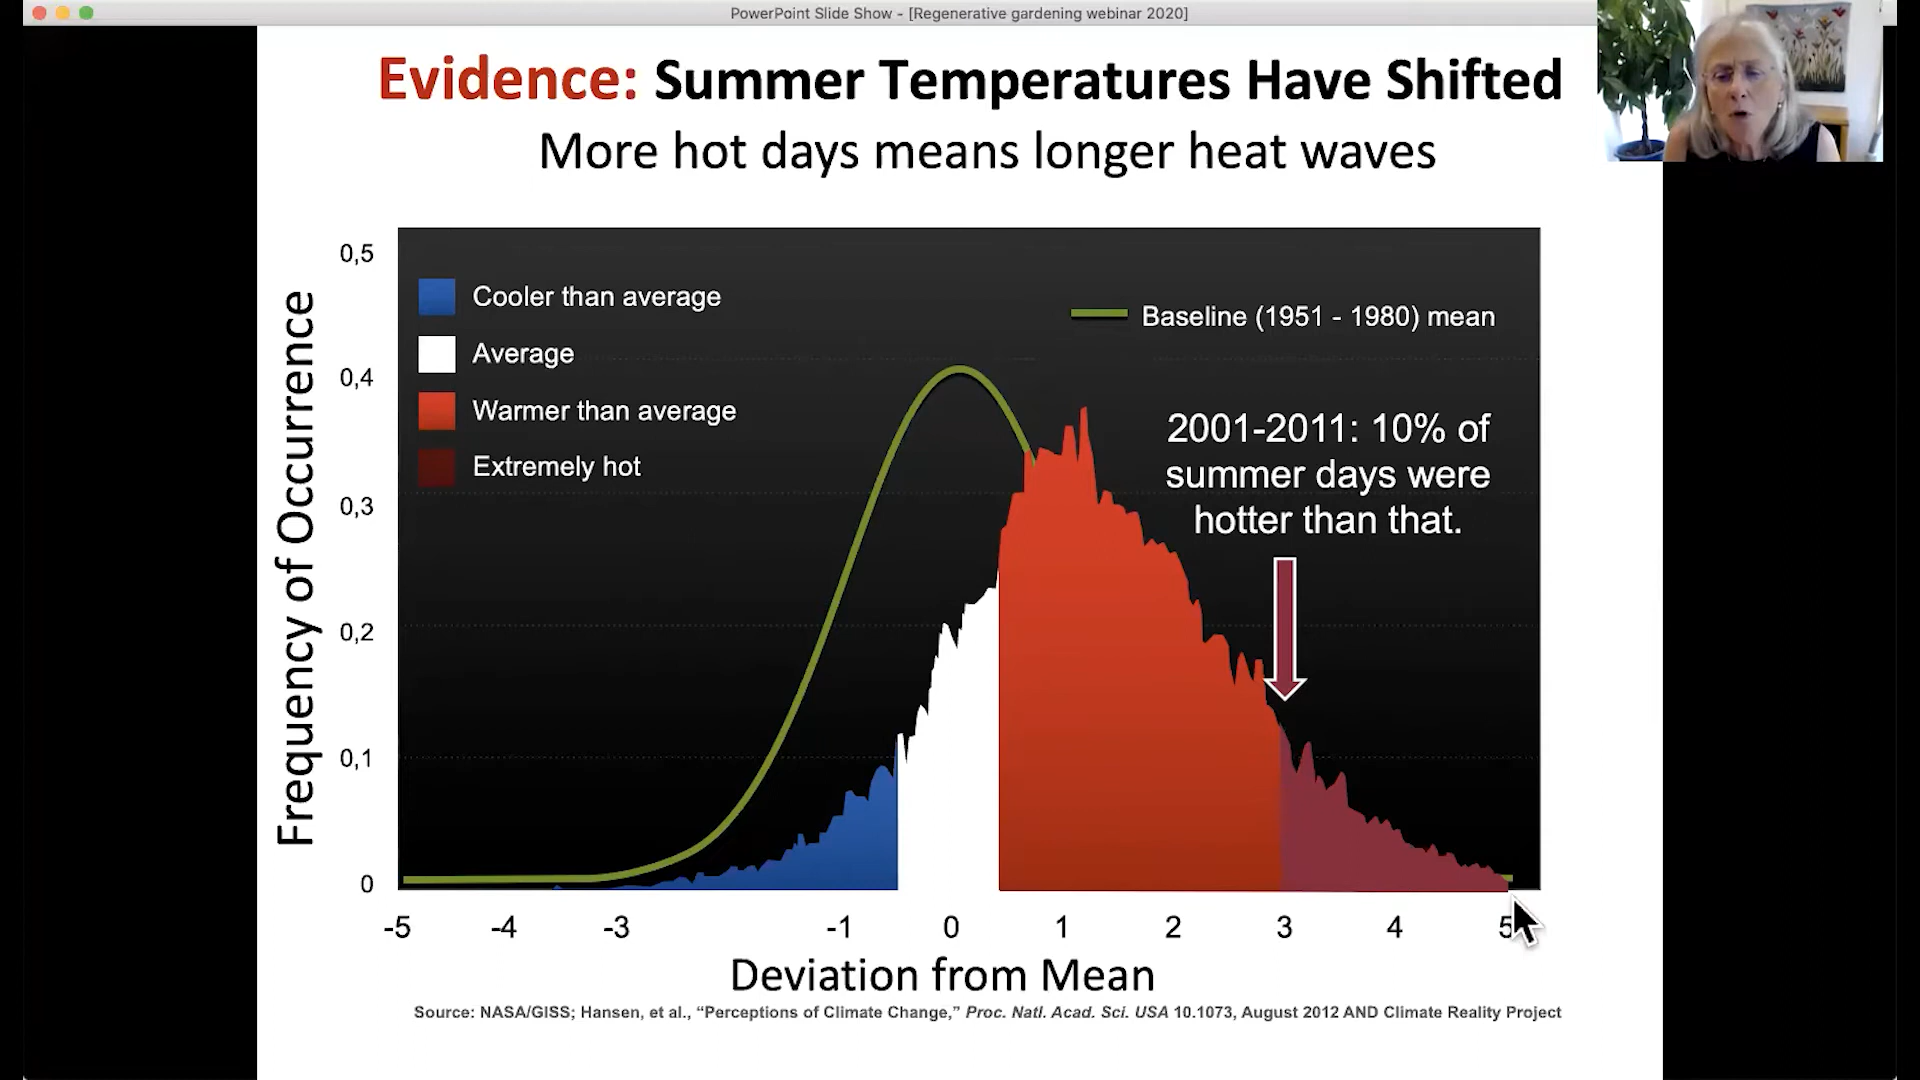 PowerPoint Slide Show - [Regenerative gardening webinar 2020]
Evidence: Summer Temperatures Have Shifted
More hot days means longer heat waves
Frequency of Occurrence
0,5
0,4
0,3
0,2
0,1
0
Cooler than average
Average
Warmer than average
Extremely hot
Baseline (1951 - 1980) mean
2001-2011: 10% of
summer days were
hotter than that.
-5 -4 -3 -1 0 1 2 3 4 5
Deviation from Mean
Source: NASA/GISS; Hansen, et al., “Perceptions of Climate Change,” Proc. Natl. Acad. Sci. USA 10.1073, August 2012 AND Climate Reality Project